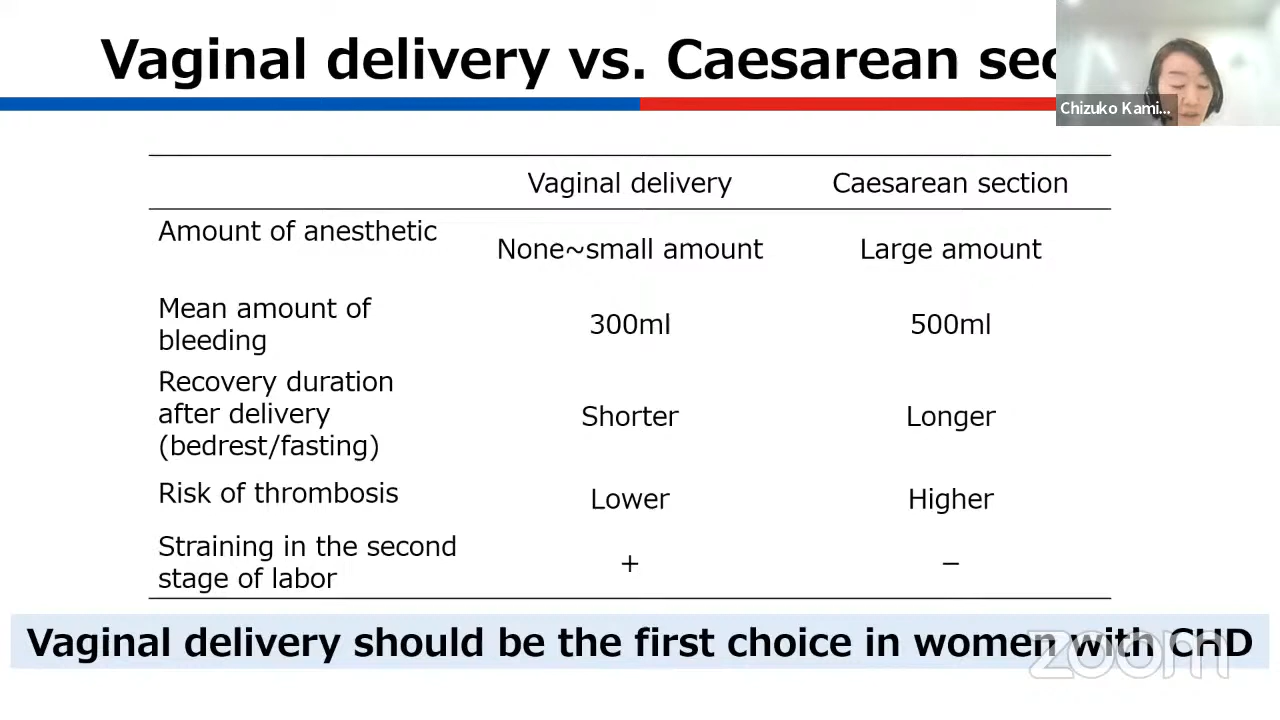 Vaginal delivery vs. Caesarean sec
Chizuko Kami...
Vaginal delivery Caesarean section
Amount of anesthetic
None~small amount Large amount
Mean amount of
bleeding
300ml 500ml
Recovery duration
after delivery
(bedrest/fasting)
Shorter Longer
Risk of thrombosis
Lower Higher
Straining in the second
stage of labor
+ −
Vaginal delivery should be the first choice in women with CHD
zoom